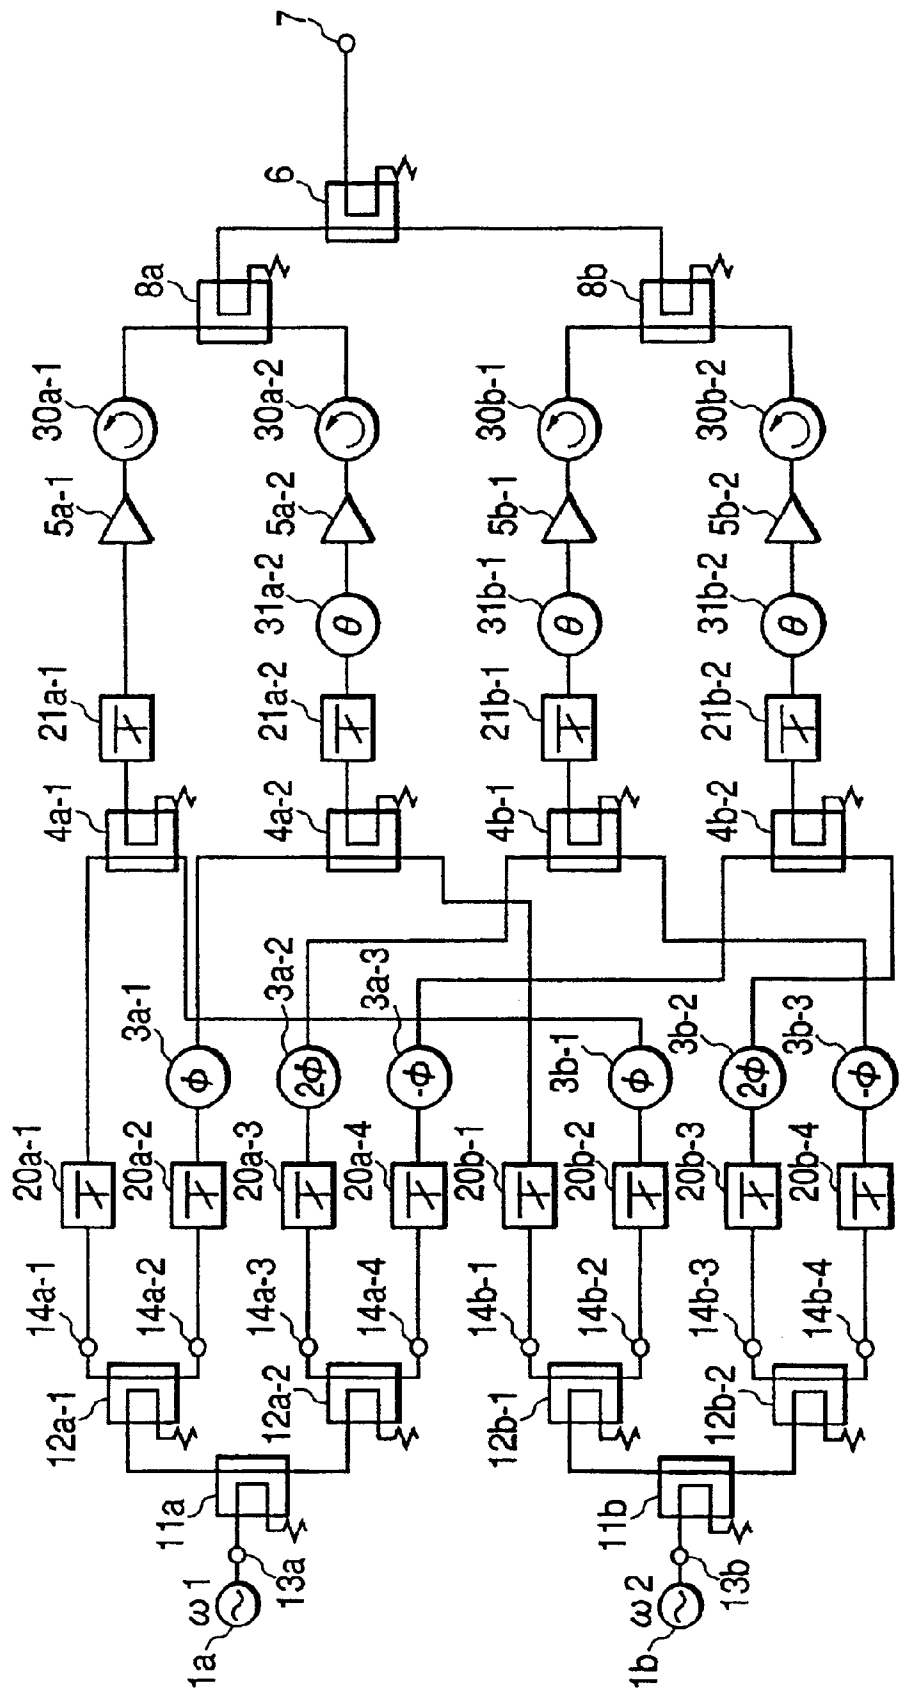 7
6
8a
8b
30a-1
30a-2
30b-1
30b-2
5a-1
5a-2
5b-1
5b-2
31a-2
31b-1
31b-2
θ
θ
θ
21a-1
21a-2
21b-1
21b-2
4a-1
4a-2
4b-1
4b-2
3a-1
3a-2
3a-3
3b-1
3b-2
3b-3
ϕ
2ϕ
-ϕ
ϕ
2ϕ
-ϕ
20a-1
20a-2
20a-3
20a-4
20b-1
20b-2
20b-3
20b-4
14a-1
14a-2
14a-3
14a-4
14b-1
14b-2
14b-3
14b-4
12a-1
12a-2
12b-1
12b-2
11a
11b
13a
13b
ω1
ω2
1a
1b